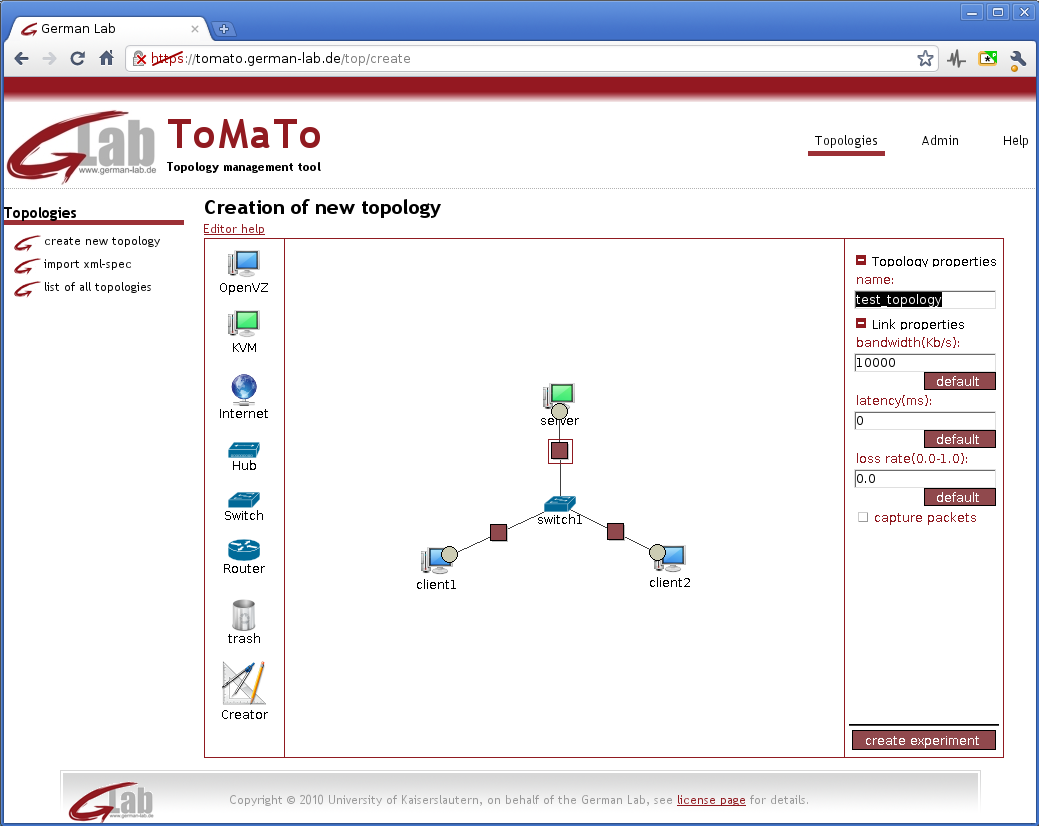 German Lab
https://tomato.german-lab.de/top/create
G Lab
www.german-lab.de
ToMaTo
Topology management tool
Topologies Admin Help
Topologies
create new topology
import xml-spec
list of all topologies
Creation of new topology
Editor help
OpenVZ
KVM
Internet
Hub
Switch
Router
trash
Creator
server
switch1
client1
client2
Topology properties
name:
test_topology
Link properties
bandwidth(Kb/s):
10000
default
latency(ms):
0
default
loss rate(0.0-1.0):
0.0
default
capture packets
create experiment
G Lab
www.german-lab.de
Copyright © 2010 University of Kaiserslautern, on behalf of the German Lab, see license page for details.